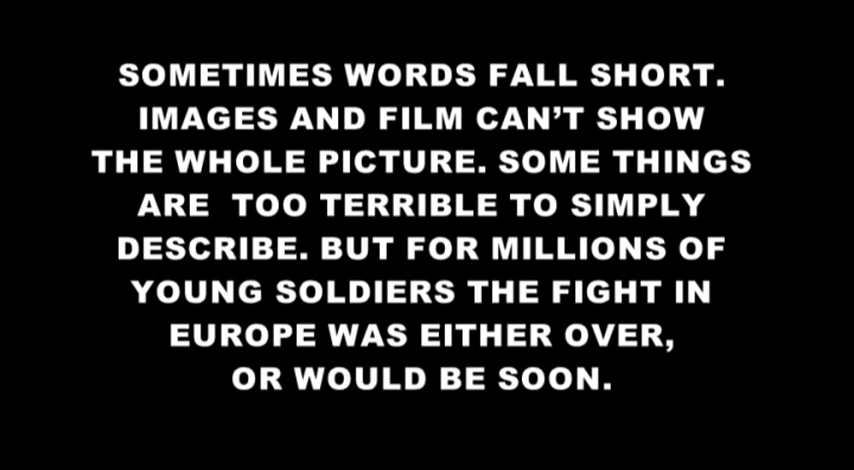 SOMETIMES WORDS FALL SHORT.
IMAGES AND FILM CAN’T SHOW
THE WHOLE PICTURE. SOME THINGS
ARE  TOO TERRIBLE TO SIMPLY
DESCRIBE. BUT FOR MILLIONS OF
YOUNG SOLDIERS THE FIGHT IN
EUROPE WAS EITHER OVER,
OR WOULD BE SOON.